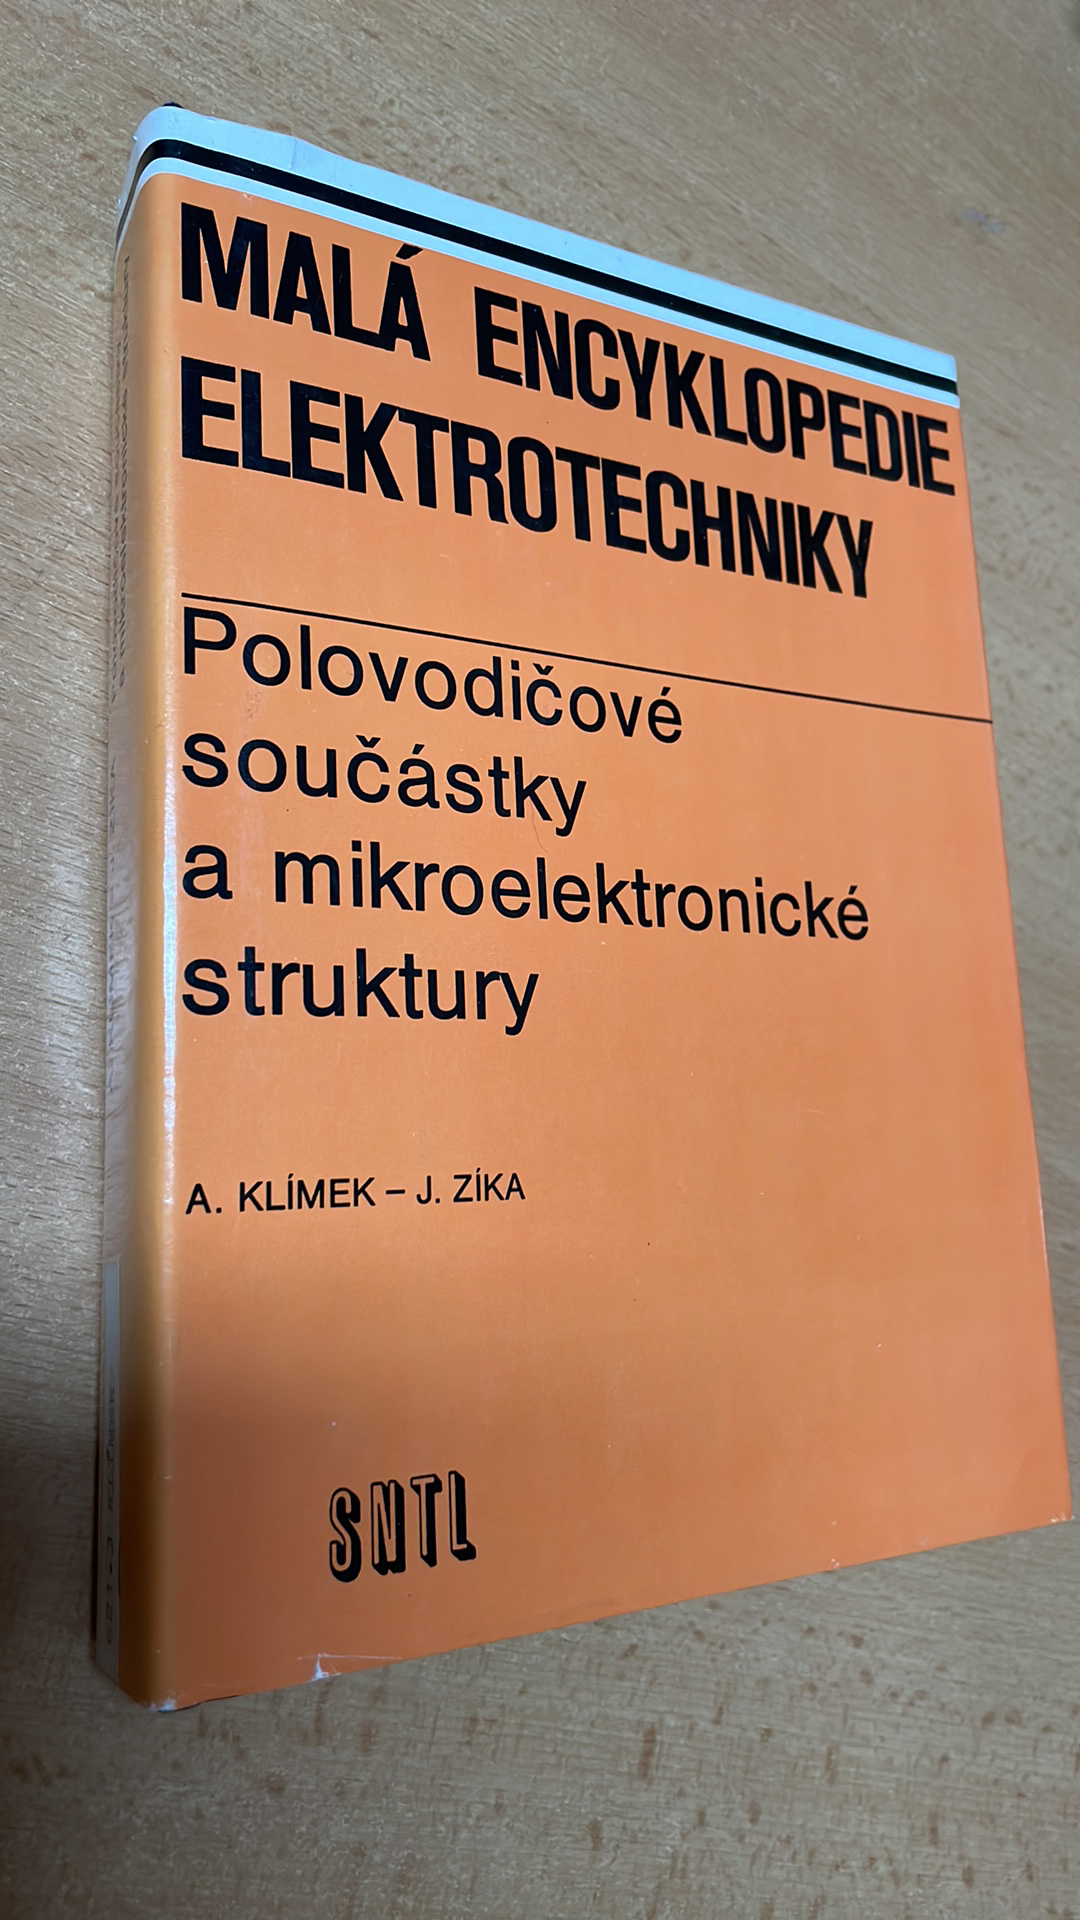 MALÁ ENCYKLOPEDIE
ELEKTROTECHNIKY
Polovodičové
součástky
a mikroelektronické
struktury
A. KLÍMEK – J. ZÍKA
SNTL